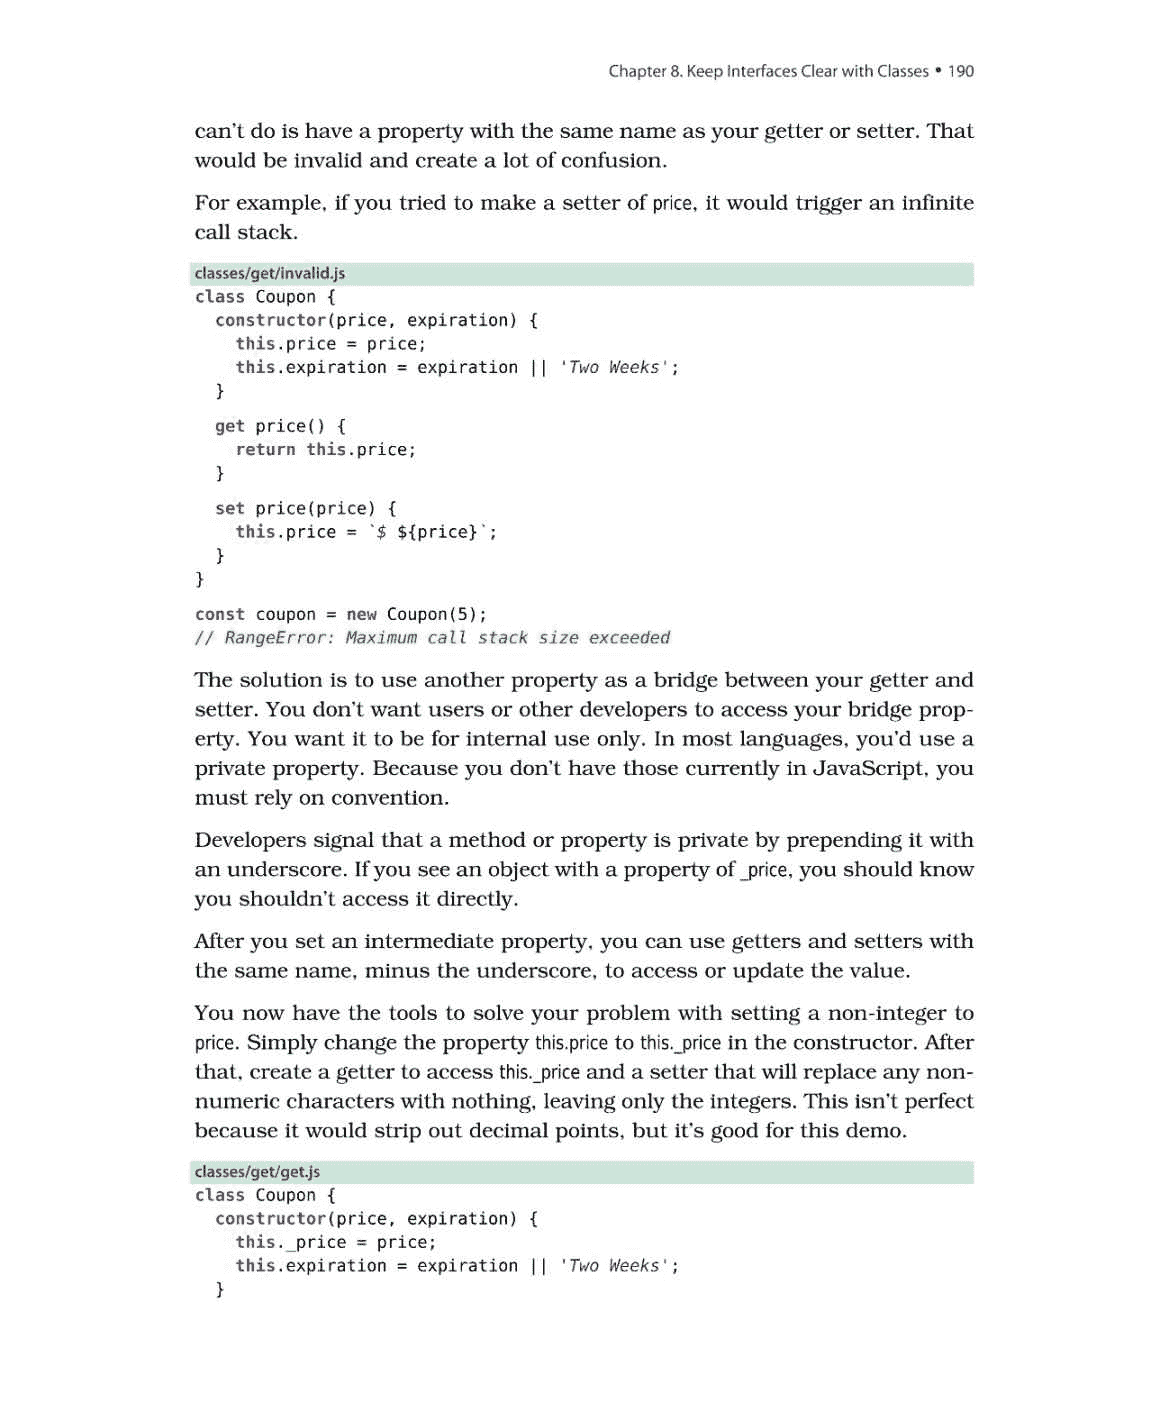 Chapter 8. Keep Interfaces Clear with Classes • 190
can't do is have a property with the same name as your getter or setter. That
would be invalid and create a lot of confusion.
For example, if you tried to make a setter of price, it would trigger an infinite
call stack.
classes/get/invalid.js
class Coupon {
  constructor(price, expiration) {
    this.price = price;
    this.expiration = expiration || 'Two Weeks';
  }
  get price() {
    return this.price;
  }
  set price(price) {
    this.price = `$ ${price}`;
  }
}
const coupon = new Coupon(5);
// RangeError: Maximum call stack size exceeded
The solution is to use another property as a bridge between your getter and
setter. You don't want users or other developers to access your bridge prop-
erty. You want it to be for internal use only. In most languages, you'd use a
private property. Because you don't have those currently in JavaScript, you
must rely on convention.
Developers signal that a method or property is private by prepending it with
an underscore. If you see an object with a property of _price, you should know
you shouldn't access it directly.
After you set an intermediate property, you can use getters and setters with
the same name, minus the underscore, to access or update the value.
You now have the tools to solve your problem with setting a non-integer to
price. Simply change the property this.price to this._price in the constructor. After
that, create a getter to access this._price and a setter that will replace any non-
numeric characters with nothing, leaving only the integers. This isn't perfect
because it would strip out decimal points, but it's good for this demo.
classes/get/get.js
class Coupon {
  constructor(price, expiration) {
    this._price = price;
    this.expiration = expiration || 'Two Weeks';
  }